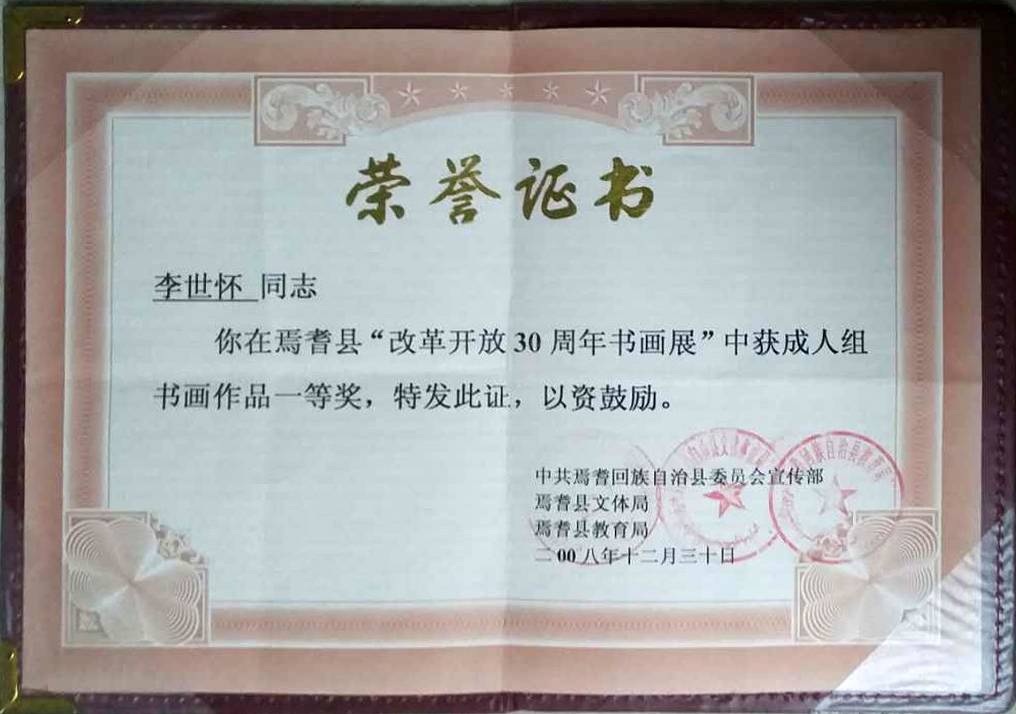 荣誉证书
李世怀 同志
你在焉耆县“改革开放30周年书画展”中获成人组
书画作品一等奖，特发此证，以资鼓励。
中共焉耆回族自治县委员会宣传部
焉耆县文体局
焉耆县教育局
二00八年十二月三十日